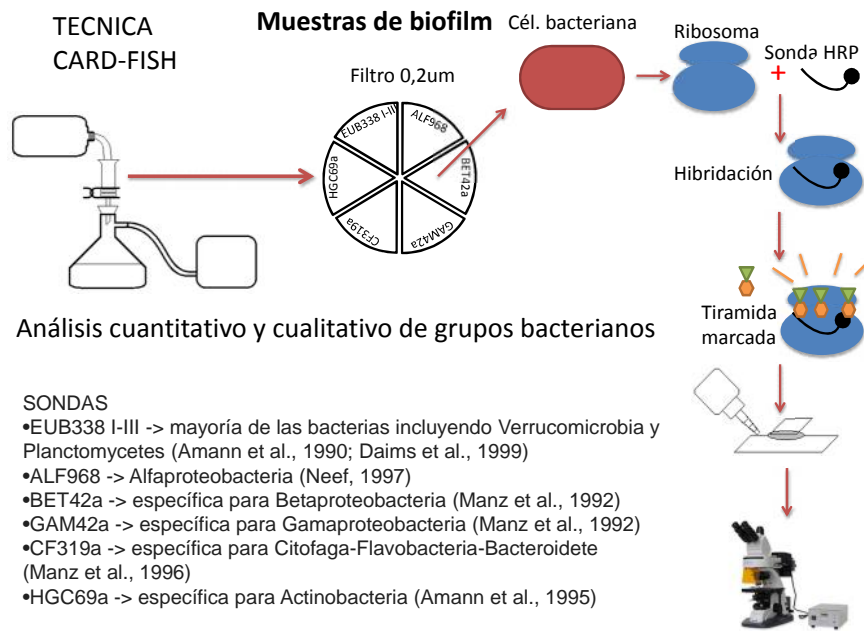 TECNICA
CARD-FISH
Muestras de biofilm
Cél. bacteriana
Ribosoma
Sonda HRP
+
Filtro 0,2um
EUB338 I-III
ALF968
BET42a
GAM42a
CF319a
HGC69a
Hibridación
Tiramida
marcada
Análisis cuantitativo y cualitativo de grupos bacterianos
SONDAS
•EUB338 I-III -> mayoría de las bacterias incluyendo Verrucomicrobia y
Planctomycetes (Amann et al., 1990; Daims et al., 1999)
•ALF968 -> Alfaproteobacteria (Neef, 1997)
•BET42a -> específica para Betaproteobacteria (Manz et al., 1992)
•GAM42a -> específica para Gamaproteobacteria (Manz et al., 1992)
•CF319a -> específica para Citofaga-Flavobacteria-Bacteroidete
(Manz et al., 1996)
•HGC69a -> específica para Actinobacteria (Amann et al., 1995)